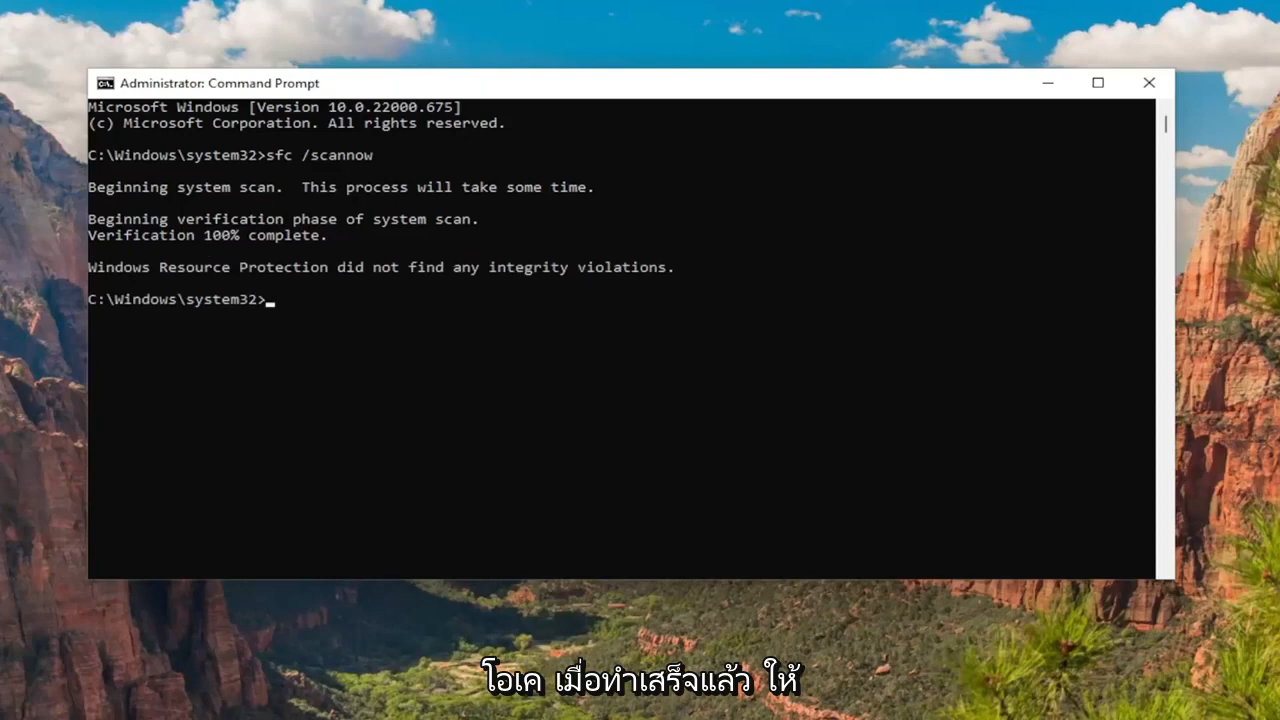 Administrator: Command Prompt
Microsoft Windows [Version 10.0.22000.675]
(c) Microsoft Corporation. All rights reserved.
C:\Windows\system32>sfc /scannow
Beginning system scan.  This process will take some time.
Beginning verification phase of system scan.
Verification 100% complete.
Windows Resource Protection did not find any integrity violations.
C:\Windows\system32>
โอเค เมื่อทำเสร็จแล้ว ให้